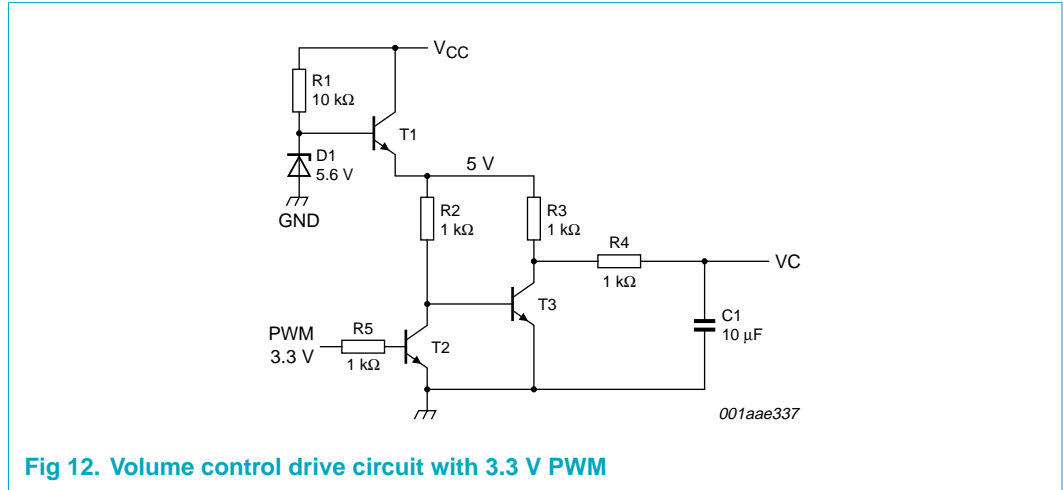 VCC
R1
10 kΩ
T1
D1
5.6 V
GND
5 V
R2
1 kΩ
R3
1 kΩ
R4
1 kΩ
VC
T3
C1
10 μF
PWM
3.3 V
R5
1 kΩ
T2
001aae337
Fig 12. Volume control drive circuit with 3.3 V PWM